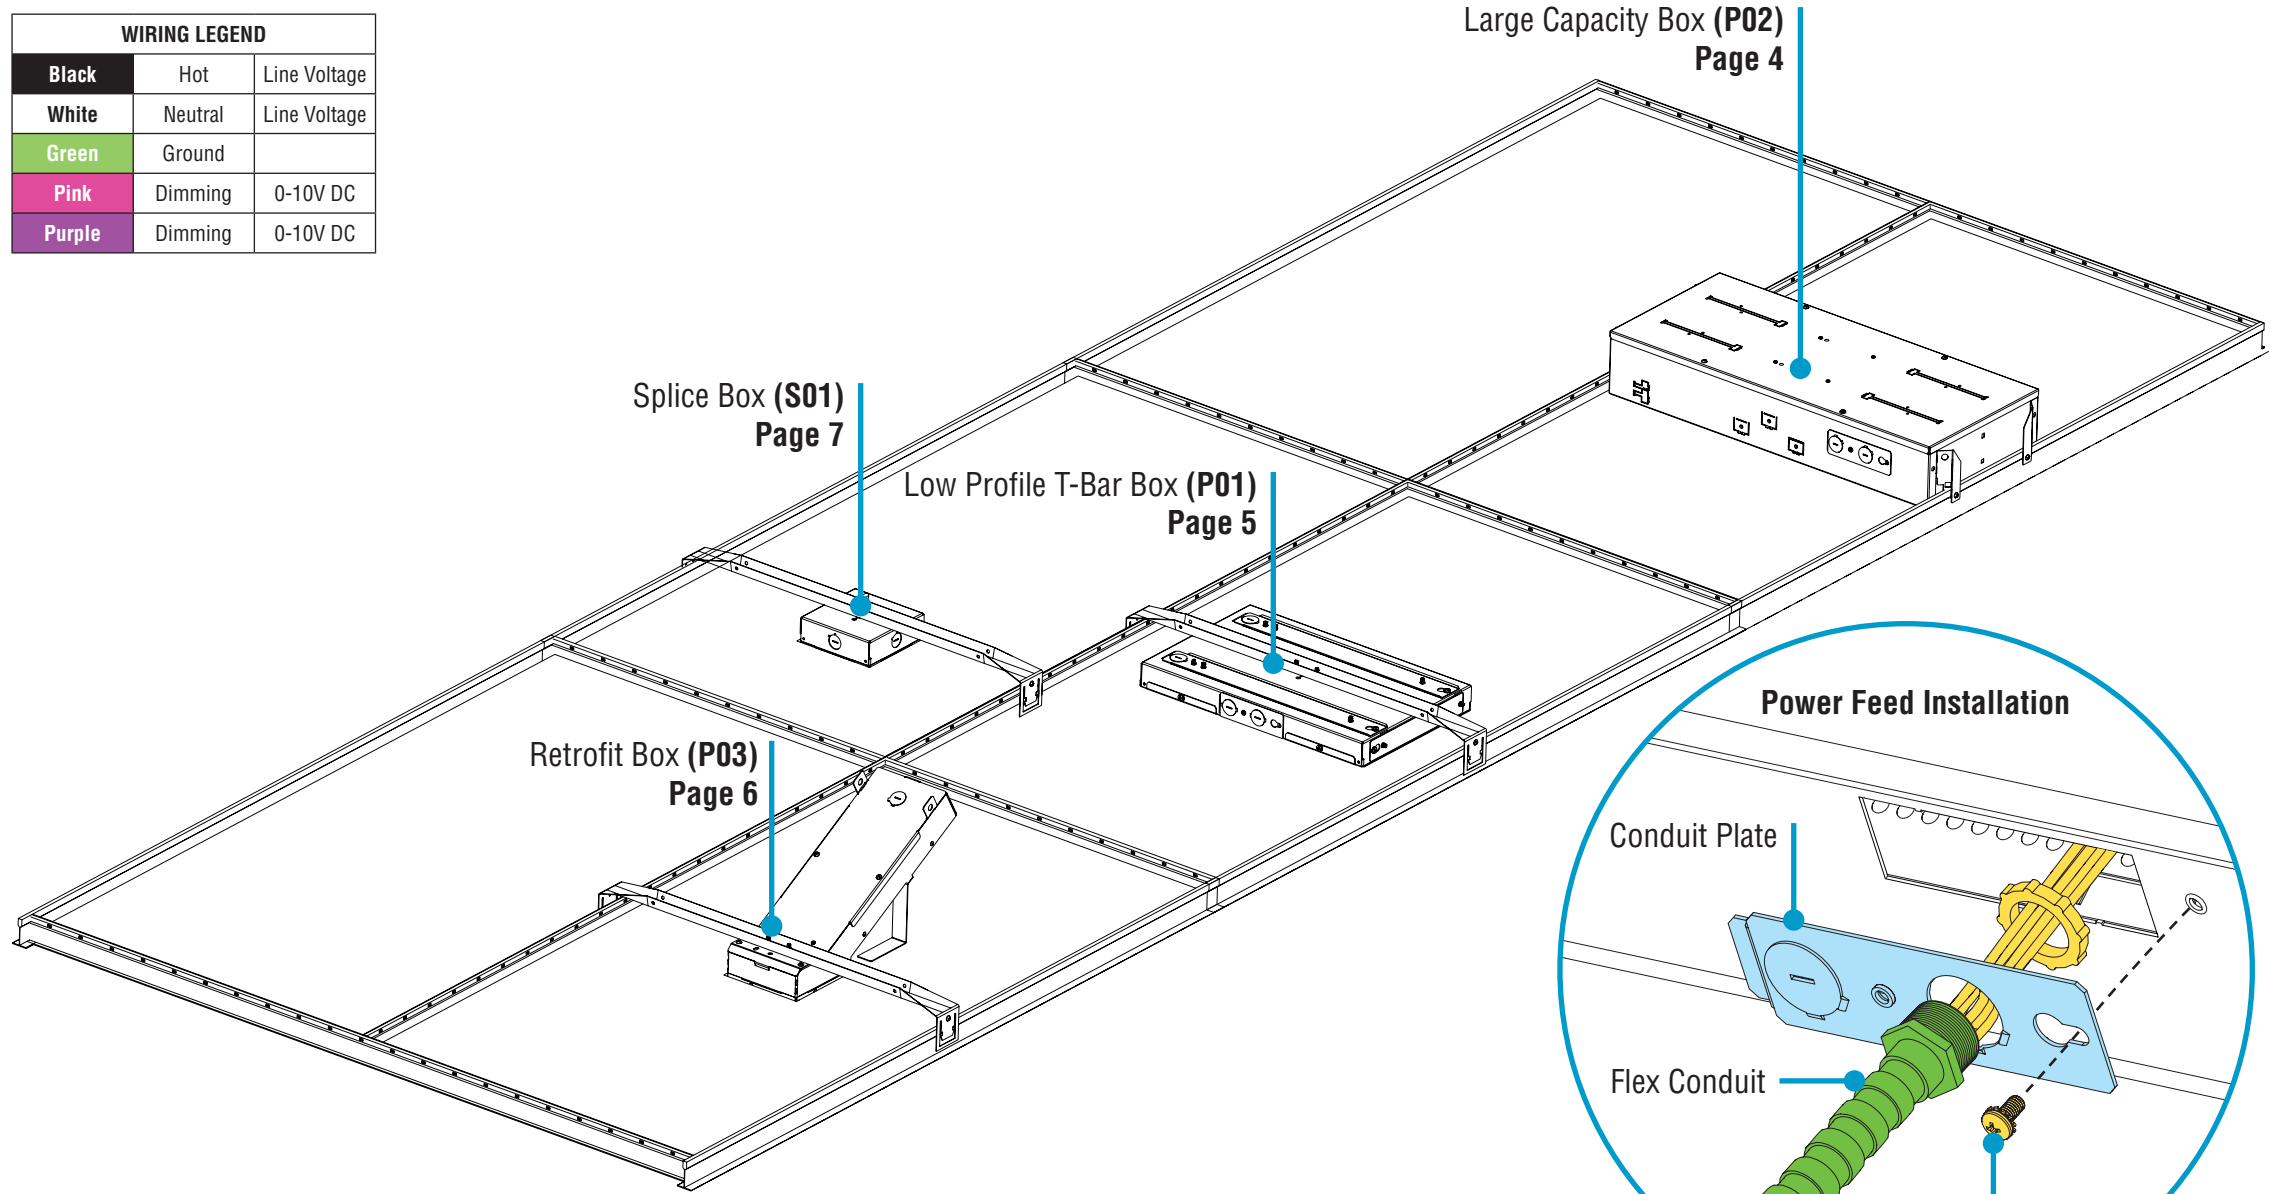 WIRING LEGEND
Black Hot Line Voltage
White Neutral Line Voltage
Green Ground
Pink Dimming 0-10V DC
Purple Dimming 0-10V DC
Large Capacity Box (P02)
Page 4
Splice Box (S01)
Page 7
Low Profile T-Bar Box (P01)
Page 5
Retrofit Box (P03)
Page 6
Power Feed Installation
Conduit Plate
Flex Conduit